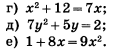 г) x² + 12 = 7x;
д) 7y² + 5y = 2;
е) 1 + 8x = 9x².